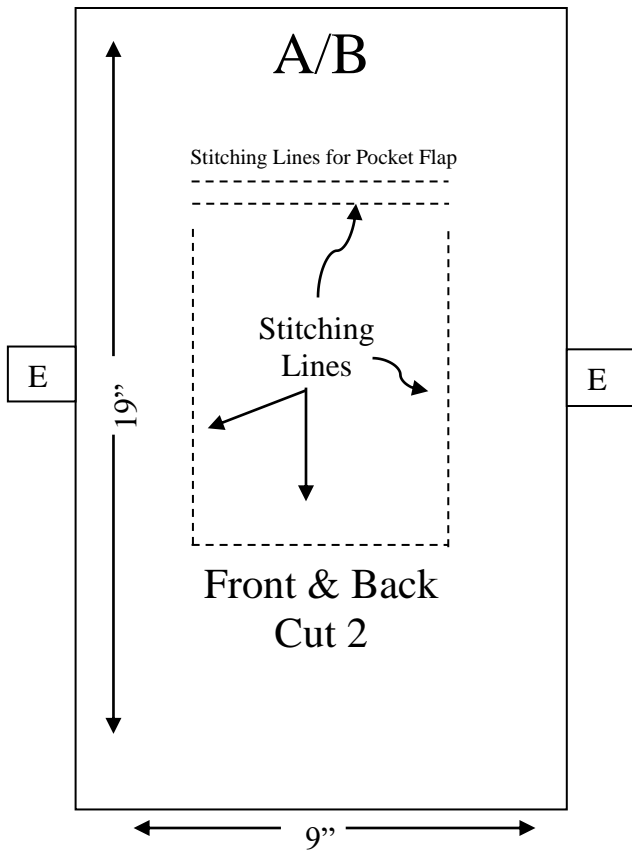 A/B
Stitching Lines for Pocket Flap
Stitching
Lines
E
E
19”
Front & Back
Cut 2
9”